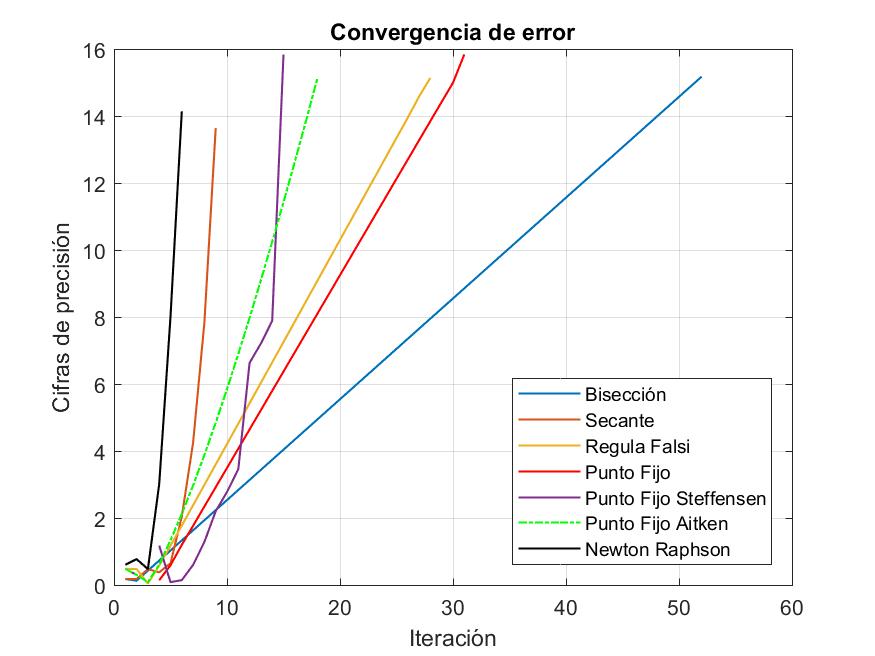 Convergencia de error
Cifras de precisión
16
14
12
10
8
6
4
2
0
0 10 20 30 40 50 60
Iteración
Bisección
Secante
Regula Falsi
Punto Fijo
Punto Fijo Steffensen
Punto Fijo Aitken
Newton Raphson